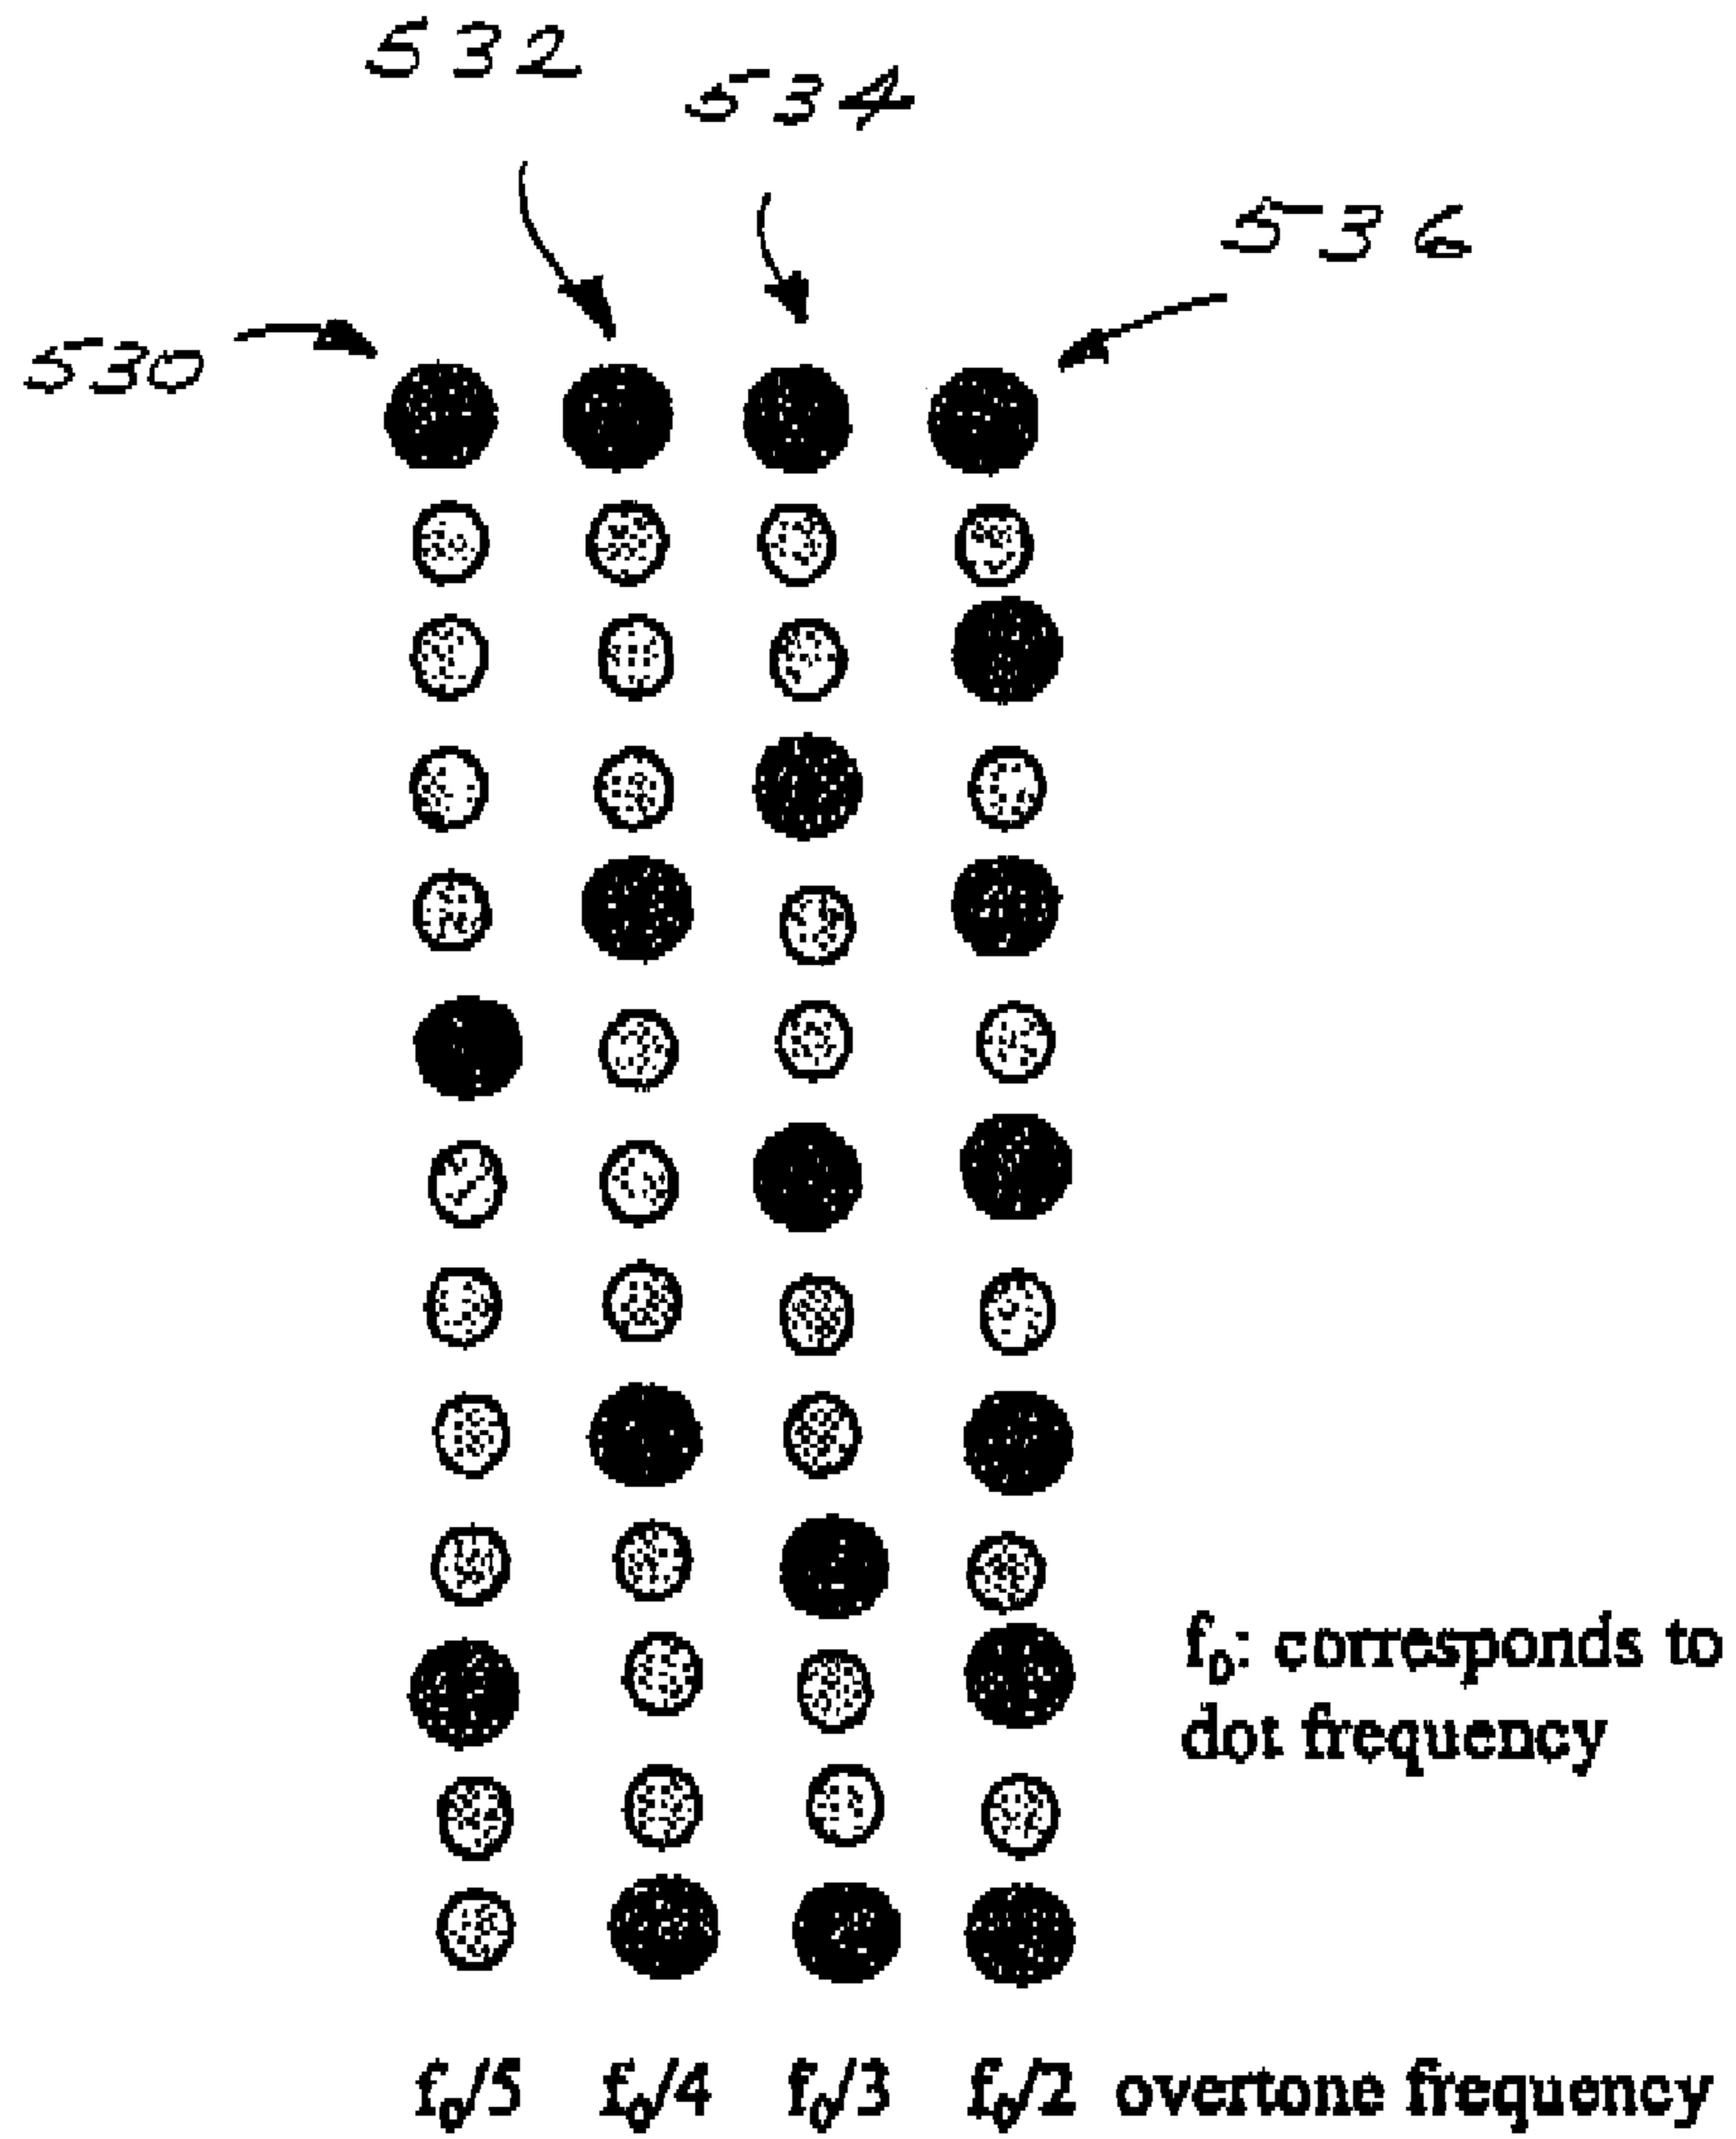 532
534
536
530
f₀: corresponds to
dot frequency
f₀/5 f₀/4 f₀/3 f₀/2 overtone frequency